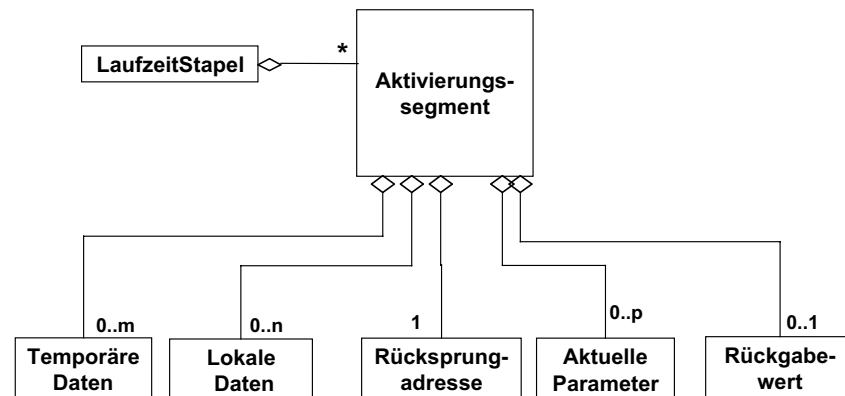 LaufzeitStapel
*
Aktivierungs-
segment
0..m
0..n
1
0..p
0..1
Temporäre
Daten
Lokale
Daten
Rücksprung-
adresse
Aktuelle
Parameter
Rückgabe-
wert